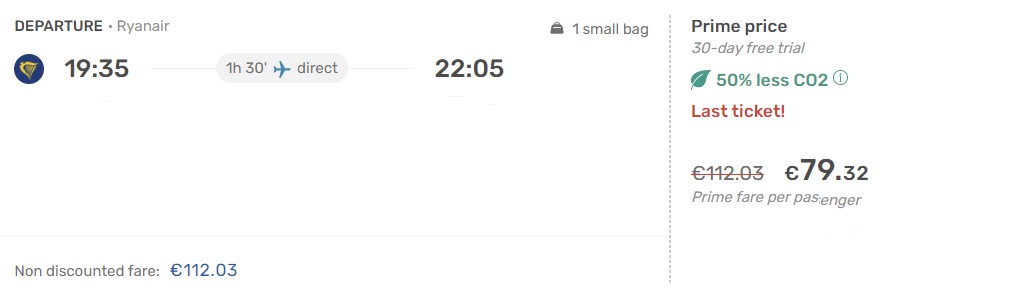 DEPARTURE • Ryanair
1 small bag
19:35 1h 30' direct 22:05
Non discounted fare: €112.03
Prime price
30-day free trial
50% less CO2 ⓘ
Last ticket!
€112.03 €79.32
Prime fare per passenger